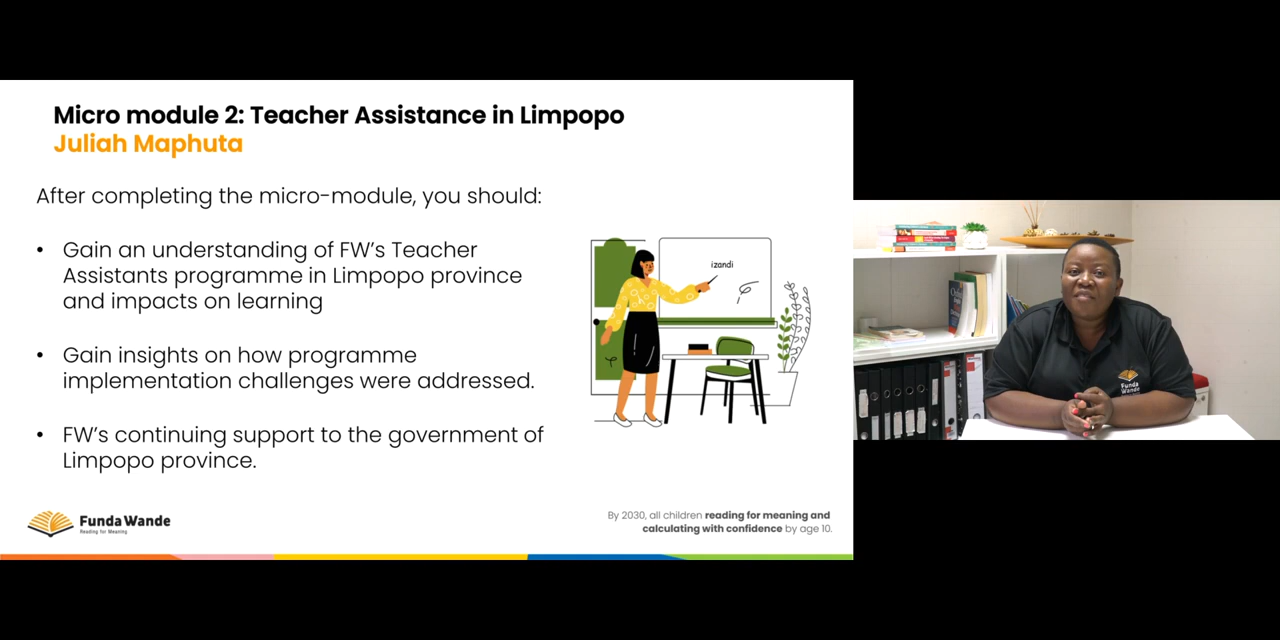 Micro module 2: Teacher Assistance in Limpopo
Juliah Maphuta
After completing the micro-module, you should:
• Gain an understanding of FW's Teacher
Assistants programme in Limpopo province
and impacts on learning
• Gain insights on how programme
implementation challenges were addressed.
• FW's continuing support to the government of
Limpopo province.
izandi
Funda Wande
Reading for Meaning
By 2030, all children reading for meaning and
calculating with confidence by age 10.
Funda
Wande